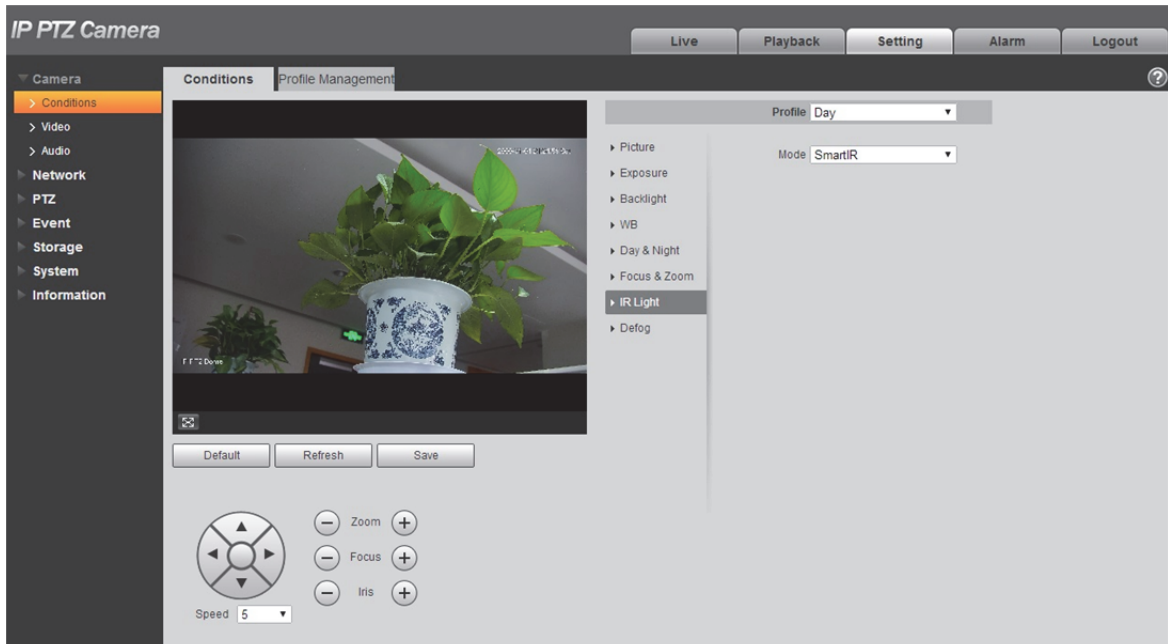 IP PTZ Camera
Live
Playback
Setting
Alarm
Logout
Camera
Conditions
Video
Audio
Network
PTZ
Event
Storage
System
Information
Conditions
Profile Management
?
Default
Refresh
Save
Zoom
Focus
Iris
Speed 5
Profile Day
Picture
Exposure
Backlight
WB
Day & Night
Focus & Zoom
IR Light
Defog
Mode SmartIR